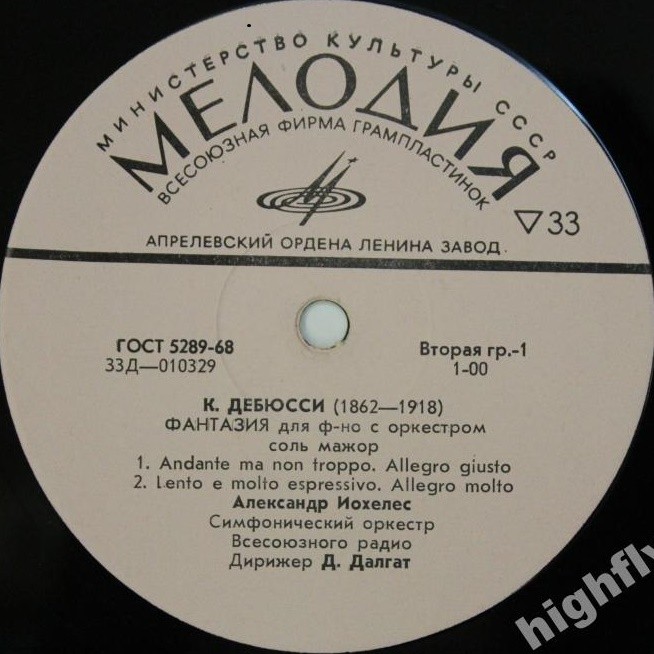 МИНИСТЕРСТВО КУЛЬТУРЫ СССР
МЕЛОДИЯ
ВСЕСОЮЗНАЯ ФИРМА ГРАМПЛАСТИНОК
▽33
АПРЕЛЕВСКИЙ ОРДЕНА ЛЕНИНА ЗАВОД.
ГОСТ 5289-68
Вторая гр.-1
33Д—010329
1-00
К. ДЕБЮССИ (1862—1918)
ФАНТАЗИЯ для ф-но с оркестром
соль мажор
1. Andante ma non troppo. Allegro giusto
2. Lento e molto espressivo. Allegro molto
Александр Иохелес
Симфонический оркестр
Всесоюзного радио
Дирижер Д. Далгат
highfly